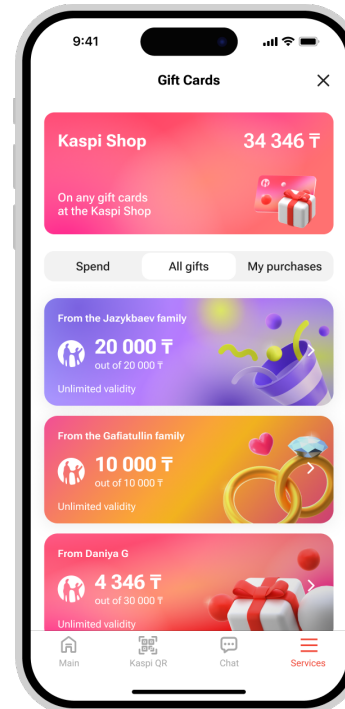 9:41
Gift Cards
Kaspi Shop 34 346 ₸
On any gift cards
at the Kaspi Shop
Spend All gifts My purchases
From the Jazykbaev family
20 000 ₸
out of 20 000 ₸
Unlimited validity
From the Gafiatullin family
10 000 ₸
out of 10 000 ₸
Unlimited validity
From Daniya G
4 346 ₸
out of 30 000 ₸
Unlimited validity
Main Kaspi QR Chat Services